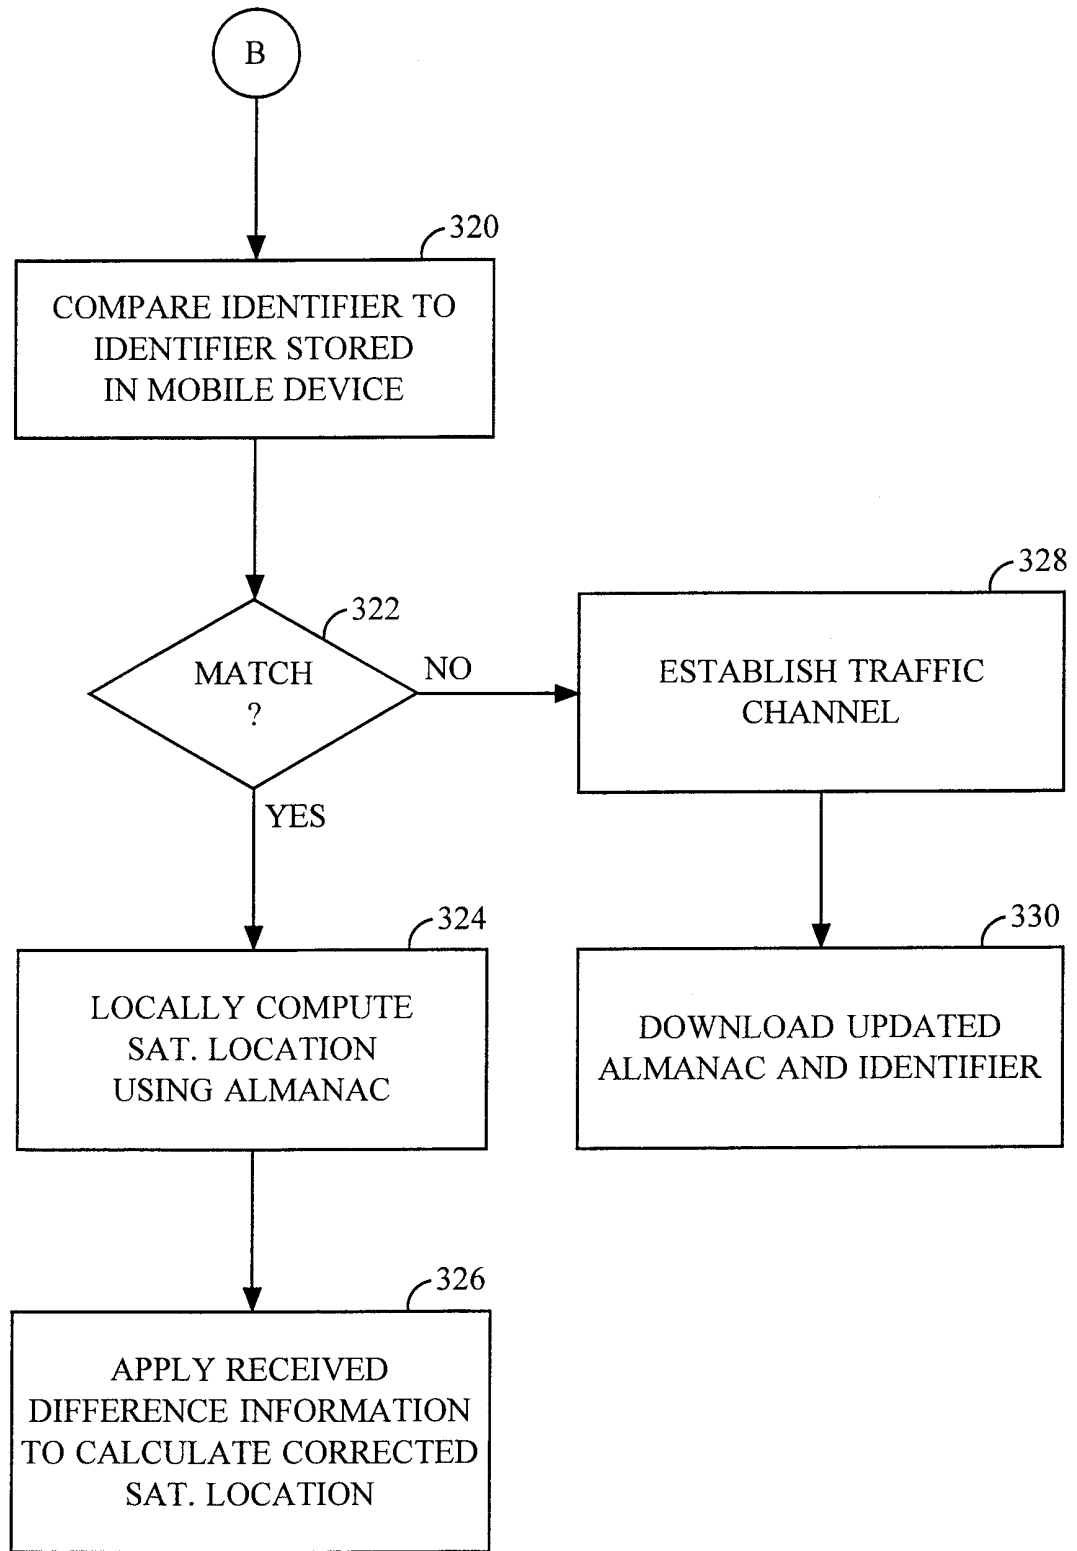 B
320
COMPARE IDENTIFIER TO
IDENTIFIER STORED
IN MOBILE DEVICE
322
MATCH
?
NO
YES
328
ESTABLISH TRAFFIC
CHANNEL
324
LOCALLY COMPUTE
SAT. LOCATION
USING ALMANAC
330
DOWNLOAD UPDATED
ALMANAC AND IDENTIFIER
326
APPLY RECEIVED
DIFFERENCE INFORMATION
TO CALCULATE CORRECTED
SAT. LOCATION